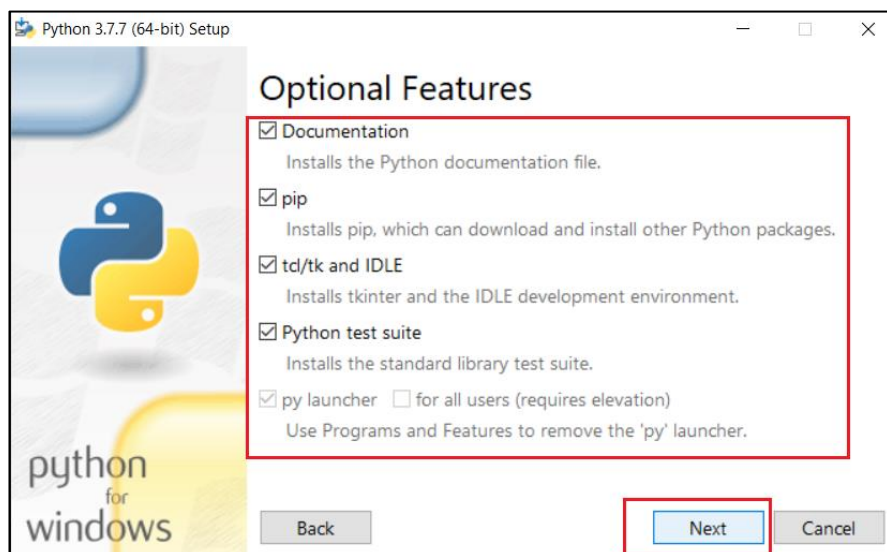 Python 3.7.7 (64-bit) Setup
Optional Features
Documentation
Installs the Python documentation file.
pip
Installs pip, which can download and install other Python packages.
tcl/tk and IDLE
Installs tkinter and the IDLE development environment.
Python test suite
Installs the standard library test suite.
py launcher for all users (requires elevation)
Use Programs and Features to remove the 'py' launcher.
python
for
windows
Back Next Cancel